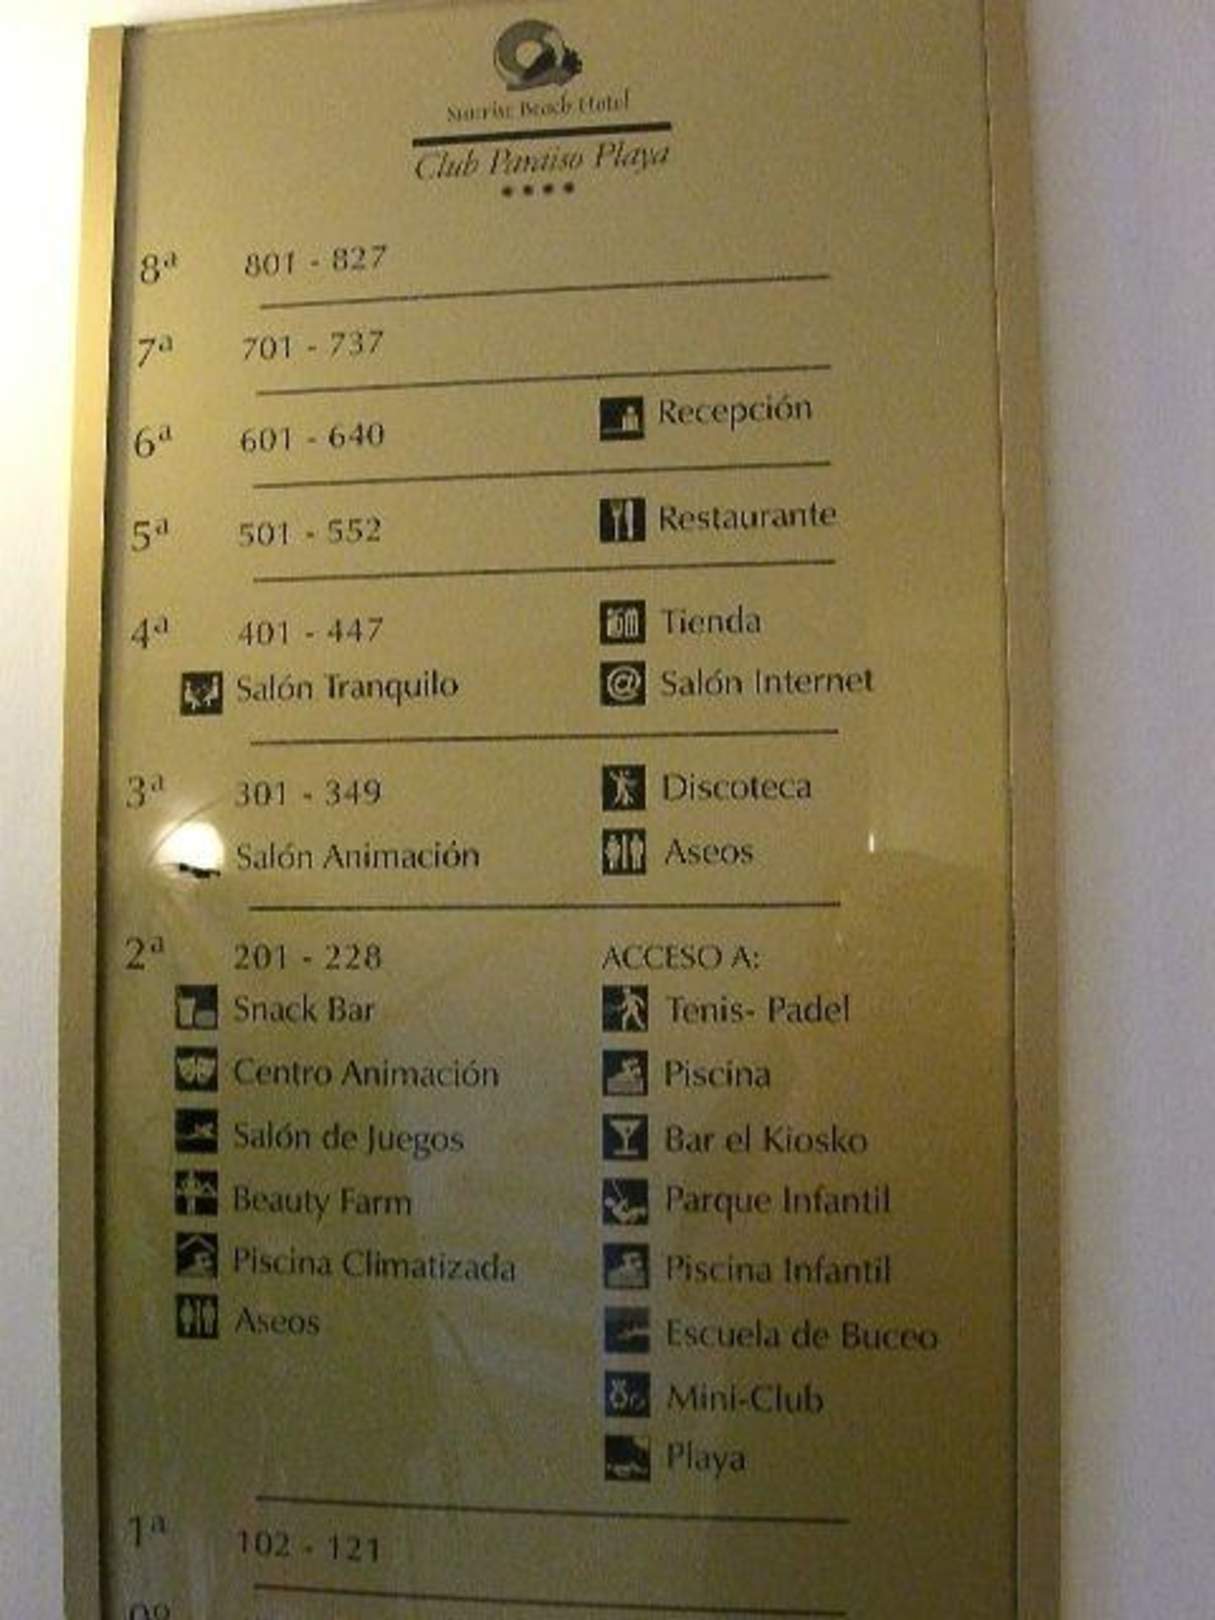 Sunrise Beach Hotel
Club Paraiso Playa
8ª 801 - 827
7ª 701 - 737
6ª 601 - 640 Recepción
5ª 501 - 552 Restaurante
4ª 401 - 447 Tienda
Salón Tranquilo @ Salón Internet
3ª 301 - 349 Discoteca
Salón Animación Aseos
2ª 201 - 228 ACCESO A:
Snack Bar Tenis- Padel
Centro Animación Piscina
Salón de Juegos Bar el Kiosko
Beauty Farm Parque Infantil
Piscina Climatizada Piscina Infantil
Aseos Escuela de Buceo
Mini-Club
Playa
1ª 102 - 121